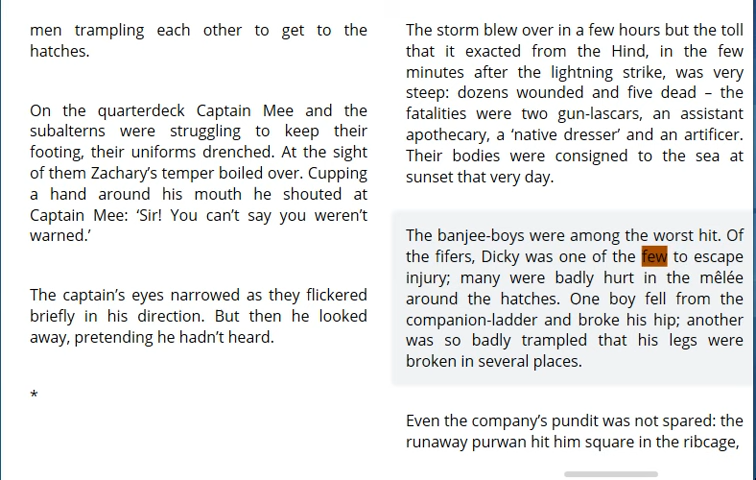 men trampling each other to get to the
hatches.
On the quarterdeck Captain Mee and the
subalterns were struggling to keep their
footing, their uniforms drenched. At the sight
of them Zachary’s temper boiled over. Cupping
a hand around his mouth he shouted at
Captain Mee: ‘Sir! You can’t say you weren’t
warned.’
The captain’s eyes narrowed as they flickered
briefly in his direction. But then he looked
away, pretending he hadn’t heard.
*
The storm blew over in a few hours but the toll
that it exacted from the Hind, in the few
minutes after the lightning strike, was very
steep: dozens wounded and five dead – the
fatalities were two gun-lascars, an assistant
apothecary, a ‘native dresser’ and an artificer.
Their bodies were consigned to the sea at
sunset that very day.
The banjee-boys were among the worst hit. Of
the fifers, Dicky was one of the few to escape
injury; many were badly hurt in the mêlée
around the hatches. One boy fell from the
companion-ladder and broke his hip; another
was so badly trampled that his legs were
broken in several places.
Even the company’s pundit was not spared: the
runaway purwan hit him square in the ribcage,